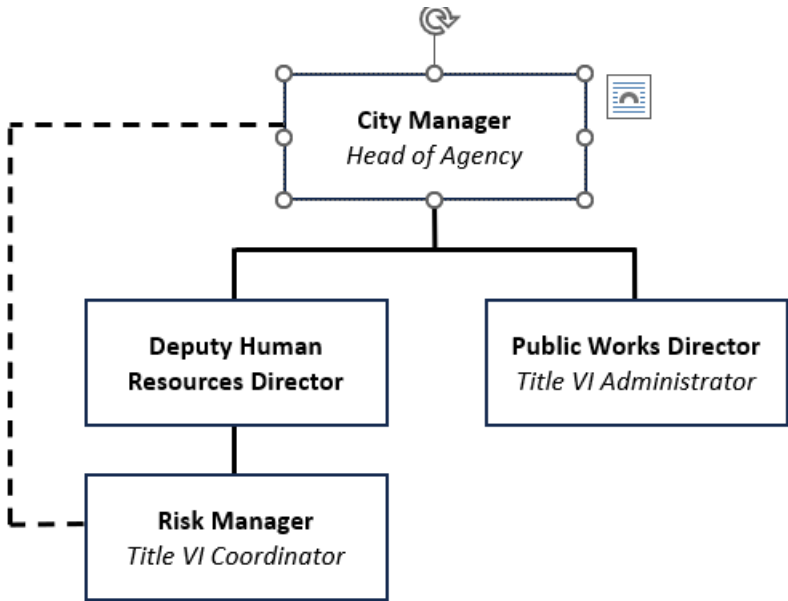 City Manager
Head of Agency
Deputy Human
Resources Director
Public Works Director
Title VI Administrator
Risk Manager
Title VI Coordinator